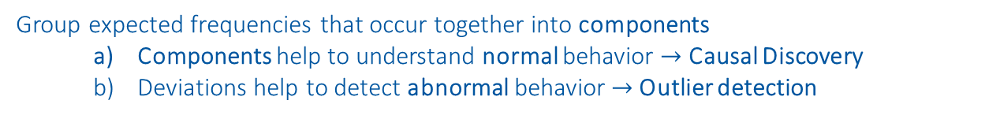 Group expected frequencies that occur together into components
a) Components help to understand normal behavior → Causal Discovery
b) Deviations help to detect abnormal behavior → Outlier detection